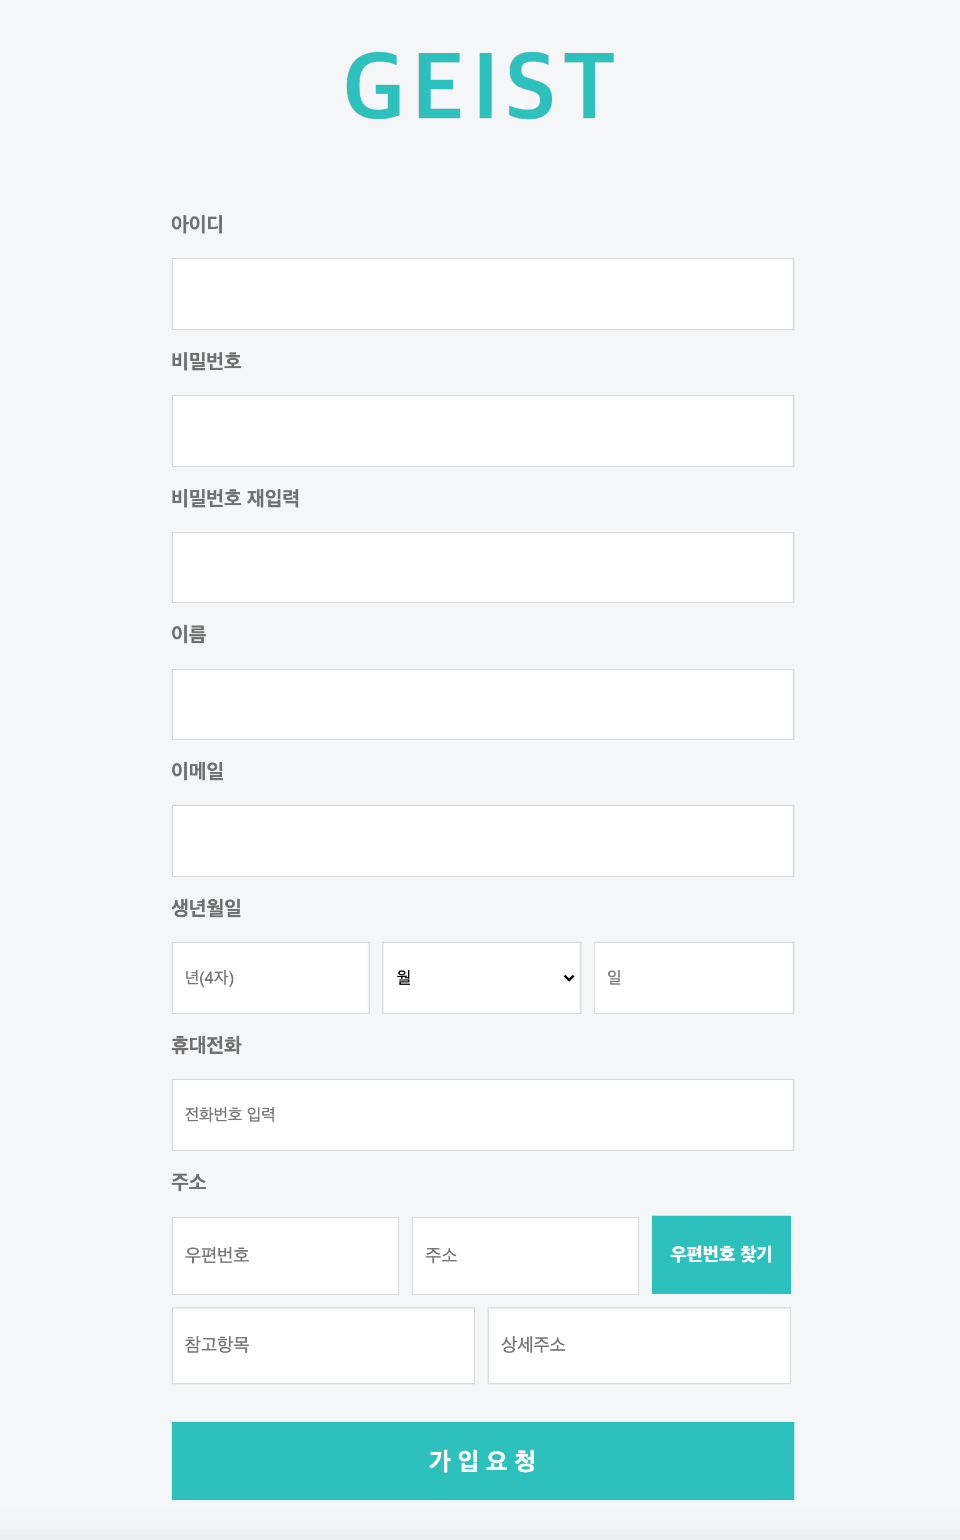 GEIST
아이디
비밀번호
비밀번호 재입력
이름
이메일
생년월일
년(4자) 월 일
휴대전화
전화번호 입력
주소
우편번호 주소 우편번호 찾기
참고항목 상세주소
가입요청